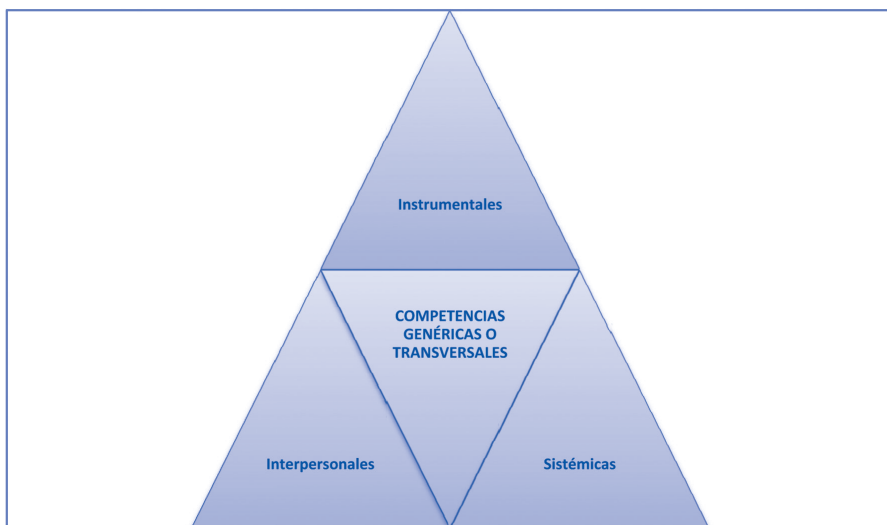 Instrumentales
COMPETENCIAS
GENÉRICAS O
TRANSVERSALES
Interpersonales
Sistémicas